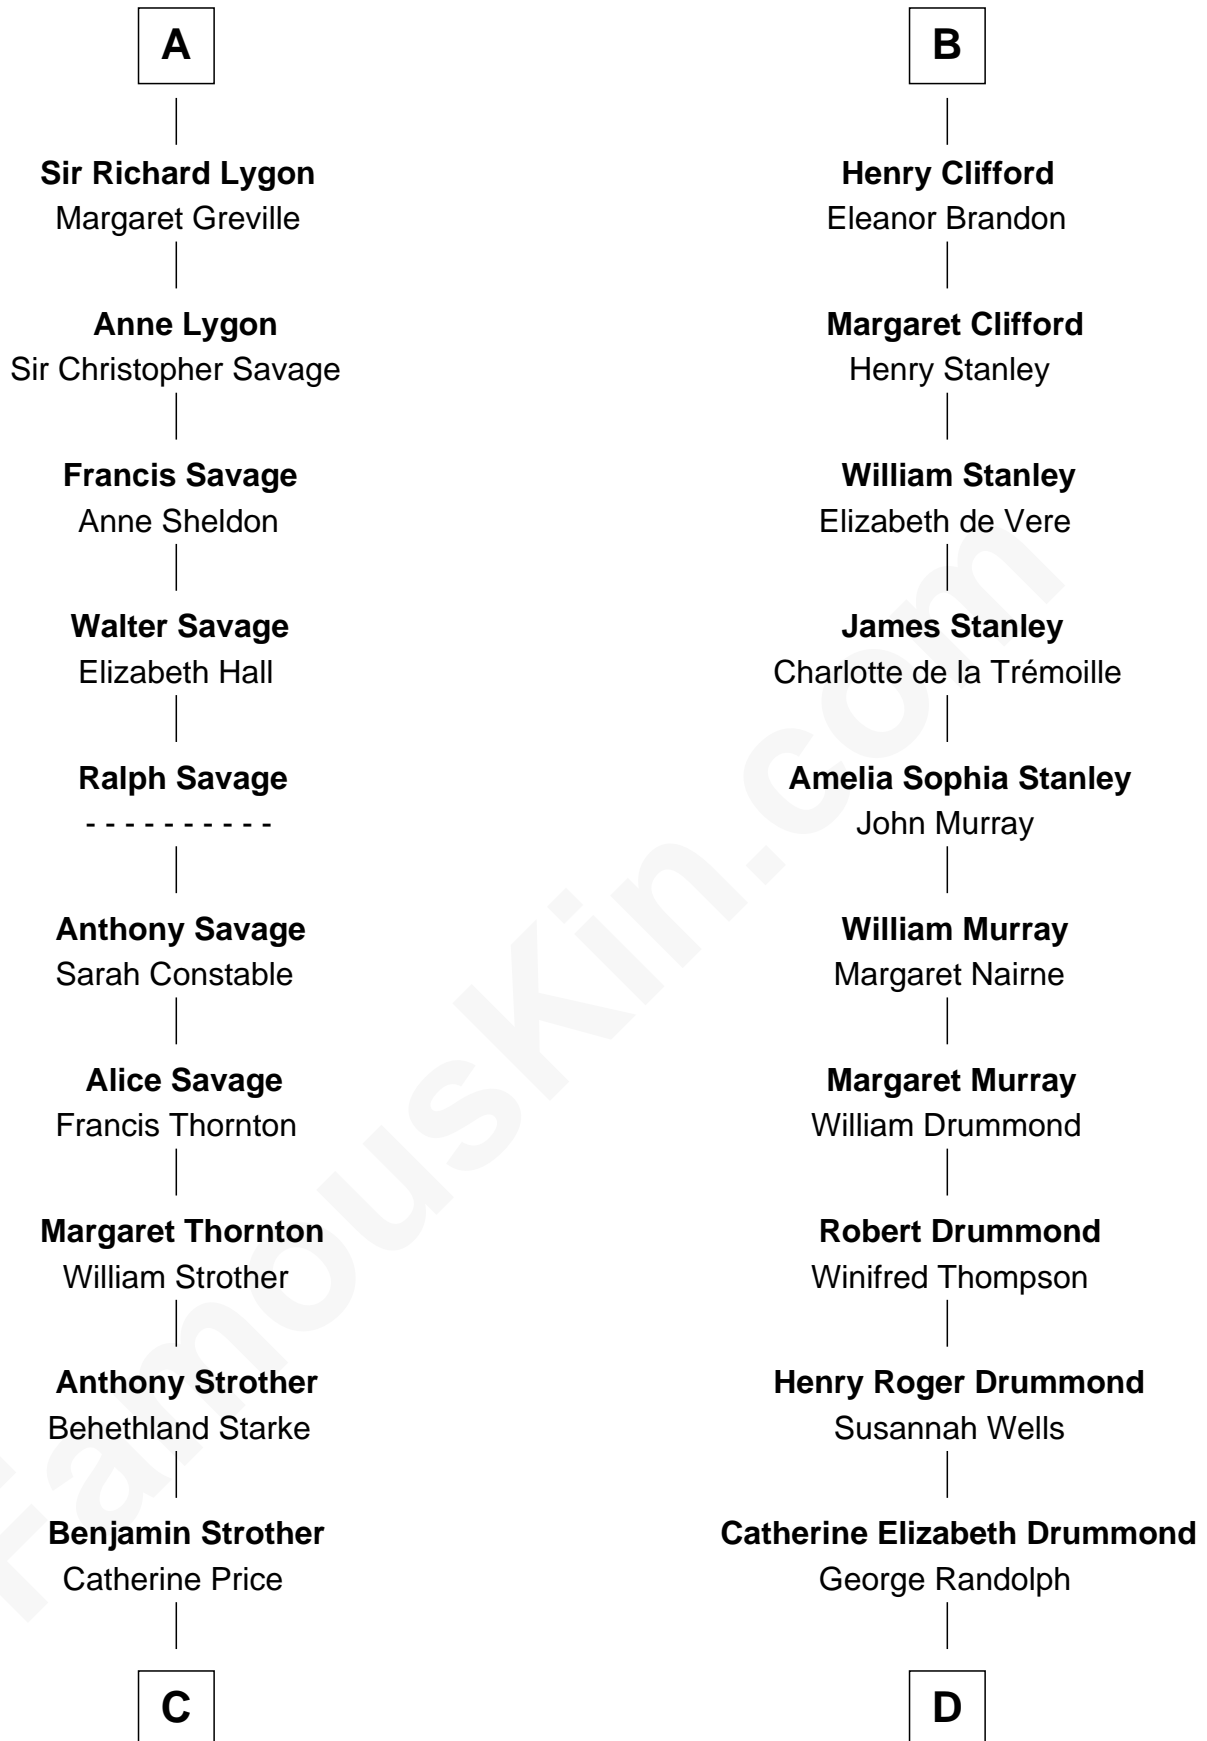 A
Sir Richard Lygon
Margaret Greville
Anne Lygon
Sir Christopher Savage
Francis Savage
Anne Sheldon
Walter Savage
Elizabeth Hall
Ralph Savage
- - - - - - - - - -
Anthony Savage
Sarah Constable
Alice Savage
Francis Thornton
Margaret Thornton
William Strother
Anthony Strother
Behethland Starke
Benjamin Strother
Catherine Price
C
B
Henry Clifford
Eleanor Brandon
Margaret Clifford
Henry Stanley
William Stanley
Elizabeth de Vere
James Stanley
Charlotte de la Trémoille
Amelia Sophia Stanley
John Murray
William Murray
Margaret Nairne
Margaret Murray
William Drummond
Robert Drummond
Winifred Thompson
Henry Roger Drummond
Susannah Wells
Catherine Elizabeth Drummond
George Randolph
D
FamousKin.com